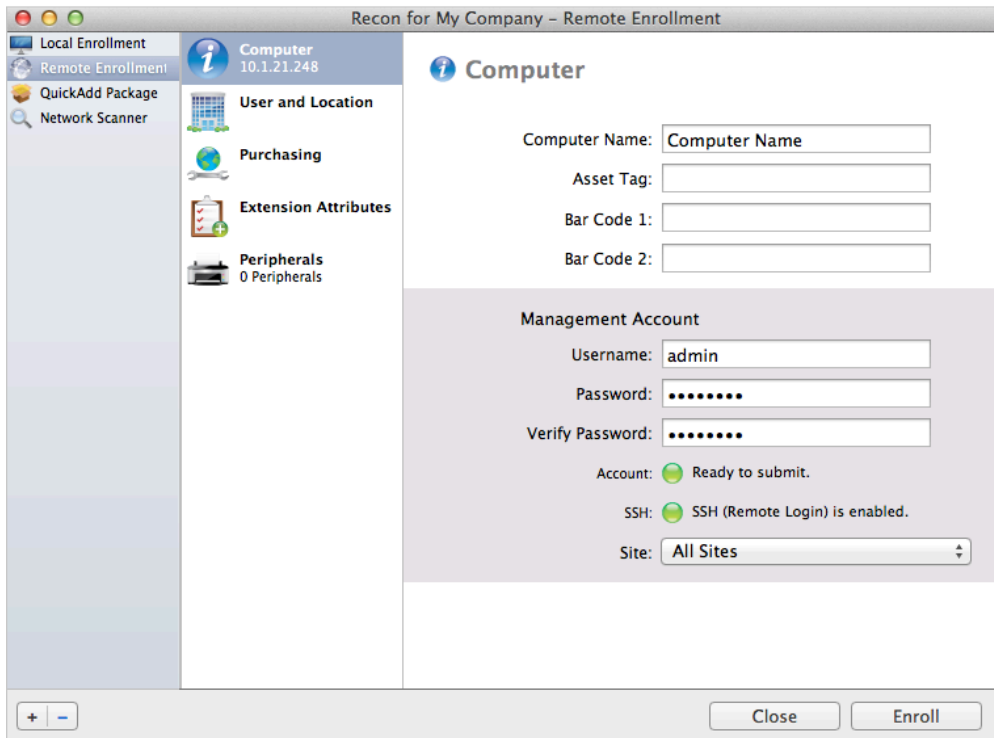 Recon for My Company – Remote Enrollment
Local Enrollment
Remote Enrollment
QuickAdd Package
Network Scanner
Computer
10.1.21.248
User and Location
Purchasing
Extension Attributes
Peripherals
0 Peripherals
Computer
Computer Name: Computer Name
Asset Tag:
Bar Code 1:
Bar Code 2:
Management Account
Username: admin
Password: ••••••••
Verify Password: ••••••••
Account: Ready to submit.
SSH: SSH (Remote Login) is enabled.
Site: All Sites
+ –
Close
Enroll